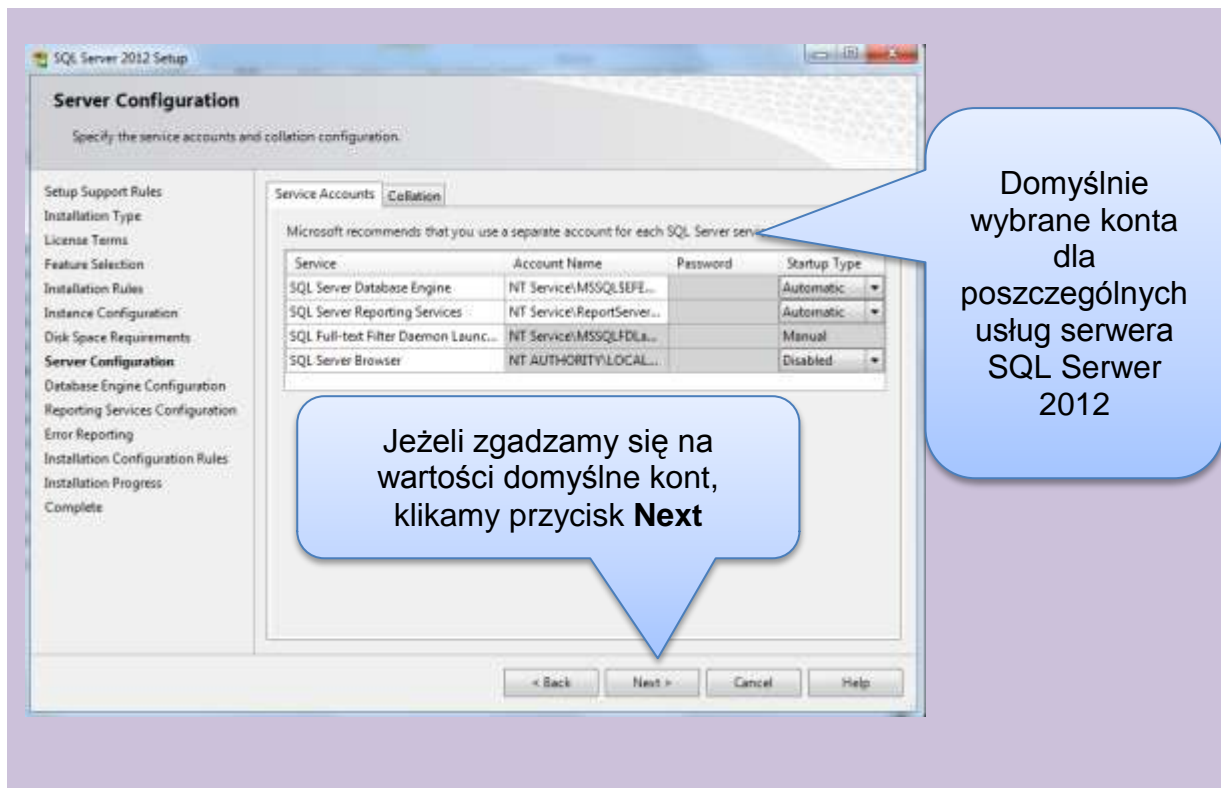 SQL Server 2012 Setup
Server Configuration
Specify the service accounts and collation configuration.
Setup Support Rules
Installation Type
License Terms
Feature Selection
Installation Rules
Instance Configuration
Disk Space Requirements
Server Configuration
Database Engine Configuration
Reporting Services Configuration
Error Reporting
Installation Configuration Rules
Installation Progress
Complete
Service Accounts Collation
Microsoft recommends that you use a separate account for each SQL Server
Service Account Name Password Startup Type
SQL Server Database Engine NT Service\MSSQLSEFE... Automatic
SQL Server Reporting Services NT Service\ReportServer... Automatic
SQL Full-text Filter Daemon Launc... NT Service\MSSQLFDLa... Manual
SQL Server Browser NT AUTHORITY\LOCAL... Disabled
Domyślnie
wybrane konta
dla
poszczególnych
usług serwera
SQL Serwer
2012
Jeżeli zgadzamy się na
wartości domyślne kont,
klikamy przycisk Next
< Back Next > Cancel Help